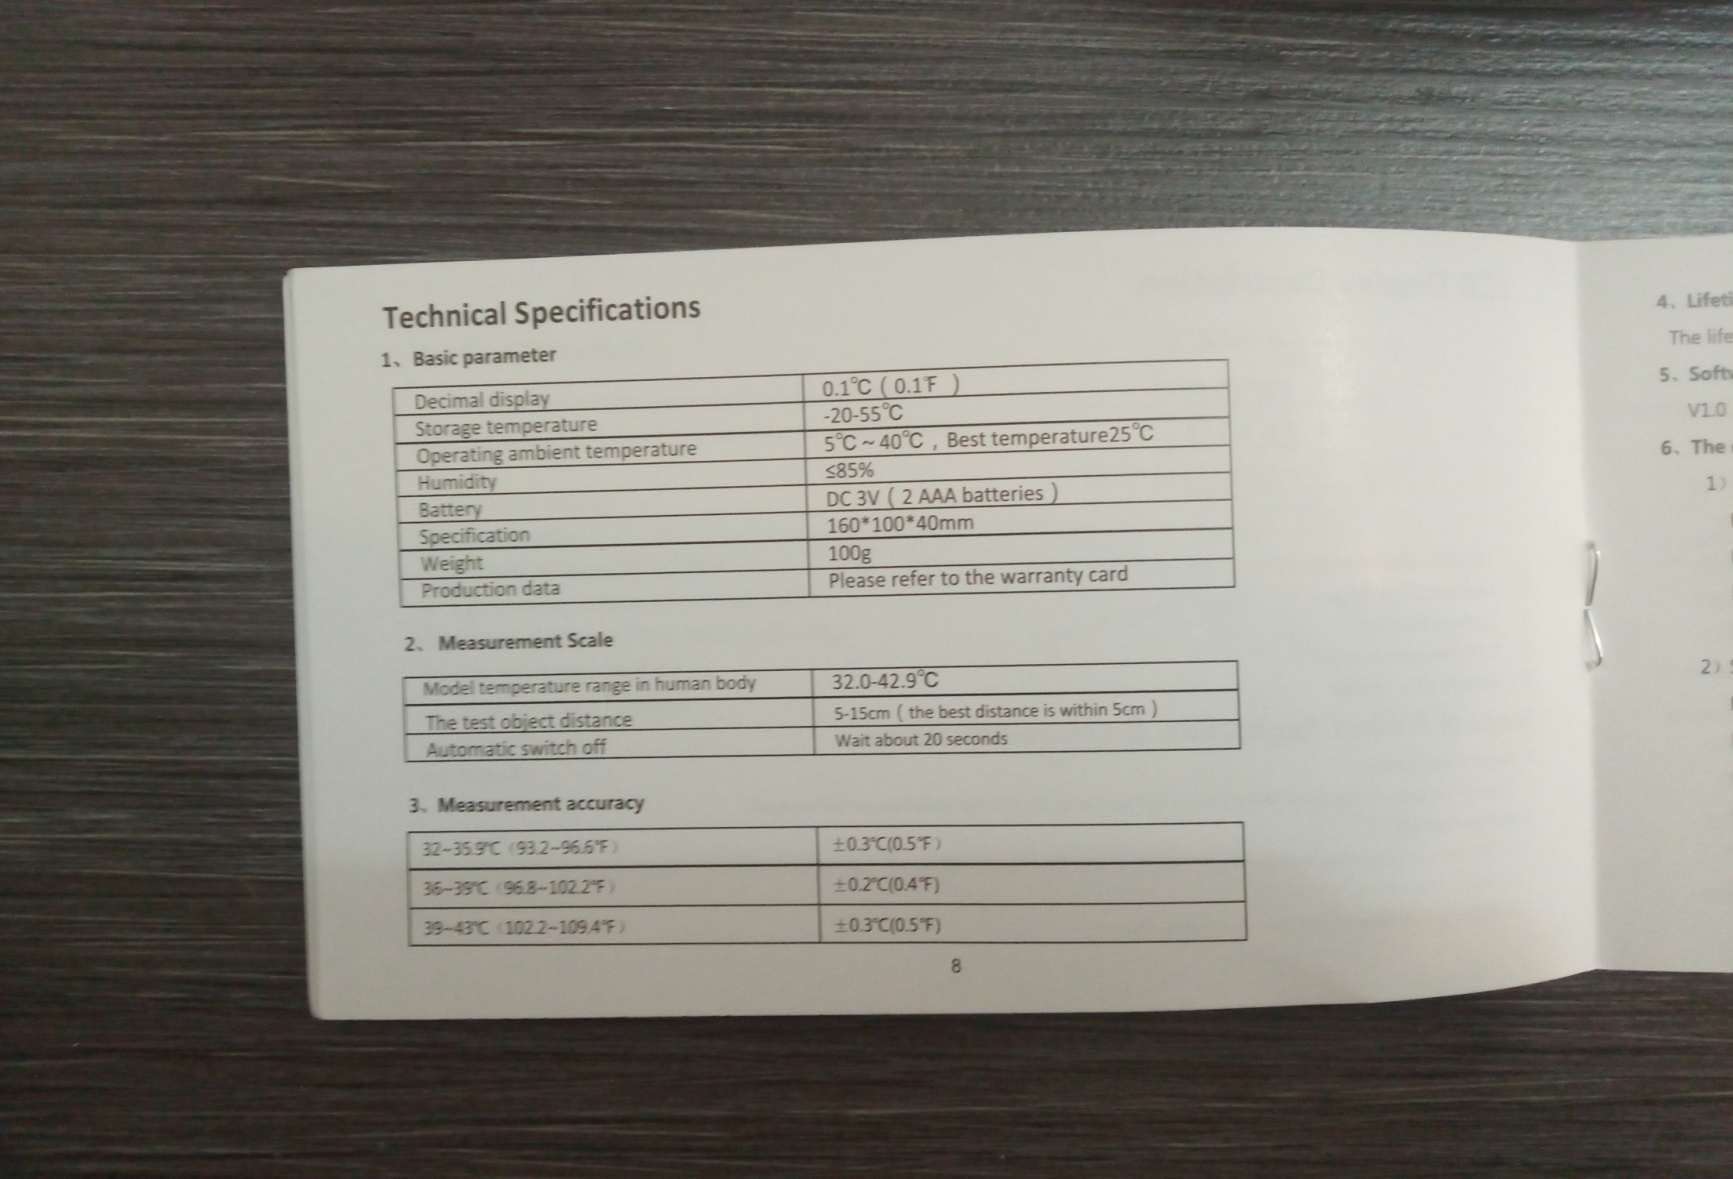 Technical Specifications
1、Basic parameter
Decimal display 0.1℃ ( 0.1℉ )
Storage temperature -20-55℃
Operating ambient temperature 5℃ ~ 40℃ , Best temperature25℃
Humidity ≤85%
Battery DC 3V ( 2 AAA batteries )
Specification 160*100*40mm
Weight 100g
Production data Please refer to the warranty card
2、Measurement Scale
Model temperature range in human body 32.0-42.9℃
The test object distance 5-15cm ( the best distance is within 5cm )
Automatic switch off Wait about 20 seconds
3、Measurement accuracy
32~35.9℃（93.2~96.6℉） ±0.3℃(0.5℉）
36~39℃（96.8~102.2℉） ±0.2℃(0.4℉)
39~43℃（102.2~109.4℉） ±0.3℃(0.5℉)
8
4、
The
5、
V1.0
6、The
1）
2）